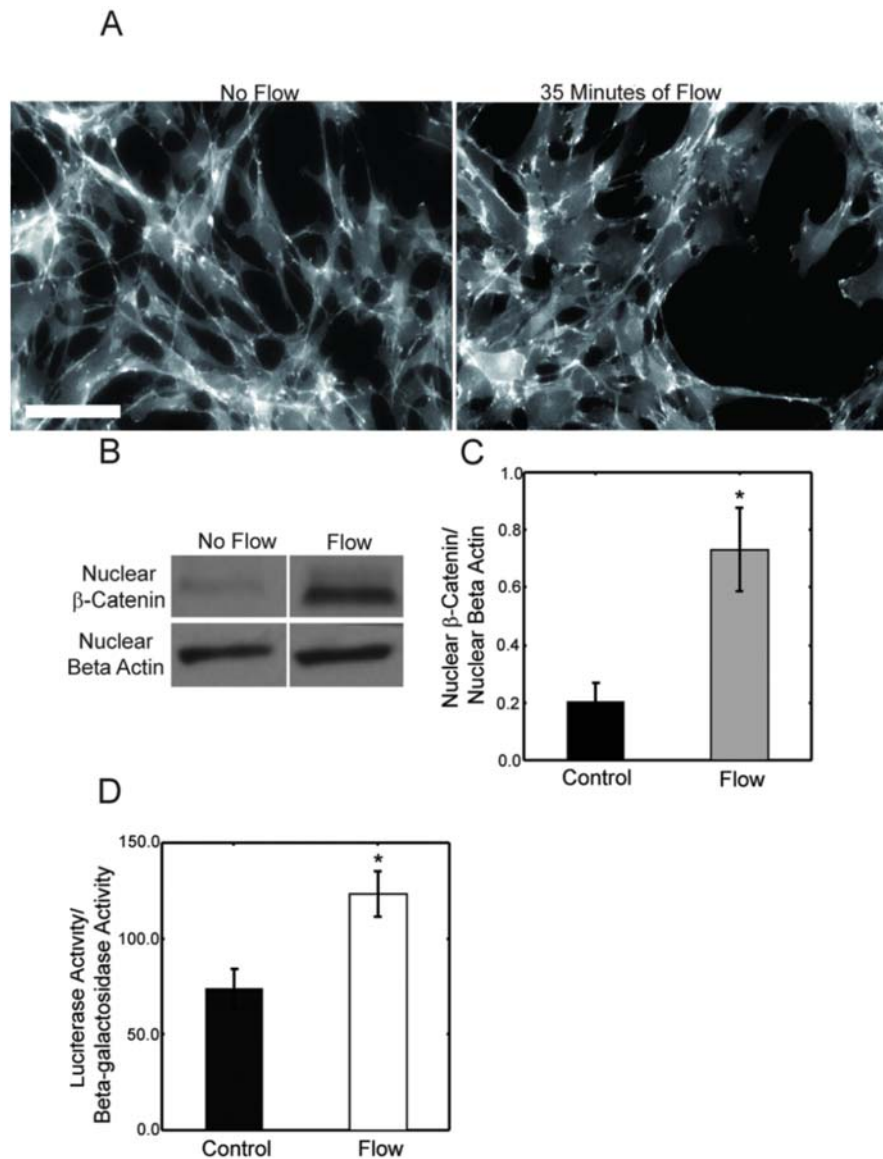 A
No Flow
35 Minutes of Flow
B
No Flow Flow
Nuclear
β-Catenin
Nuclear
Beta Actin
C
Nuclear β-Catenin/
Nuclear Beta Actin
1.0
0.8
0.6
0.4
0.2
0.0
*
Control Flow
D
Luciferase Activity/
Beta-galactosidase Activity
150.0
100.0
50.0
0.0
*
Control Flow